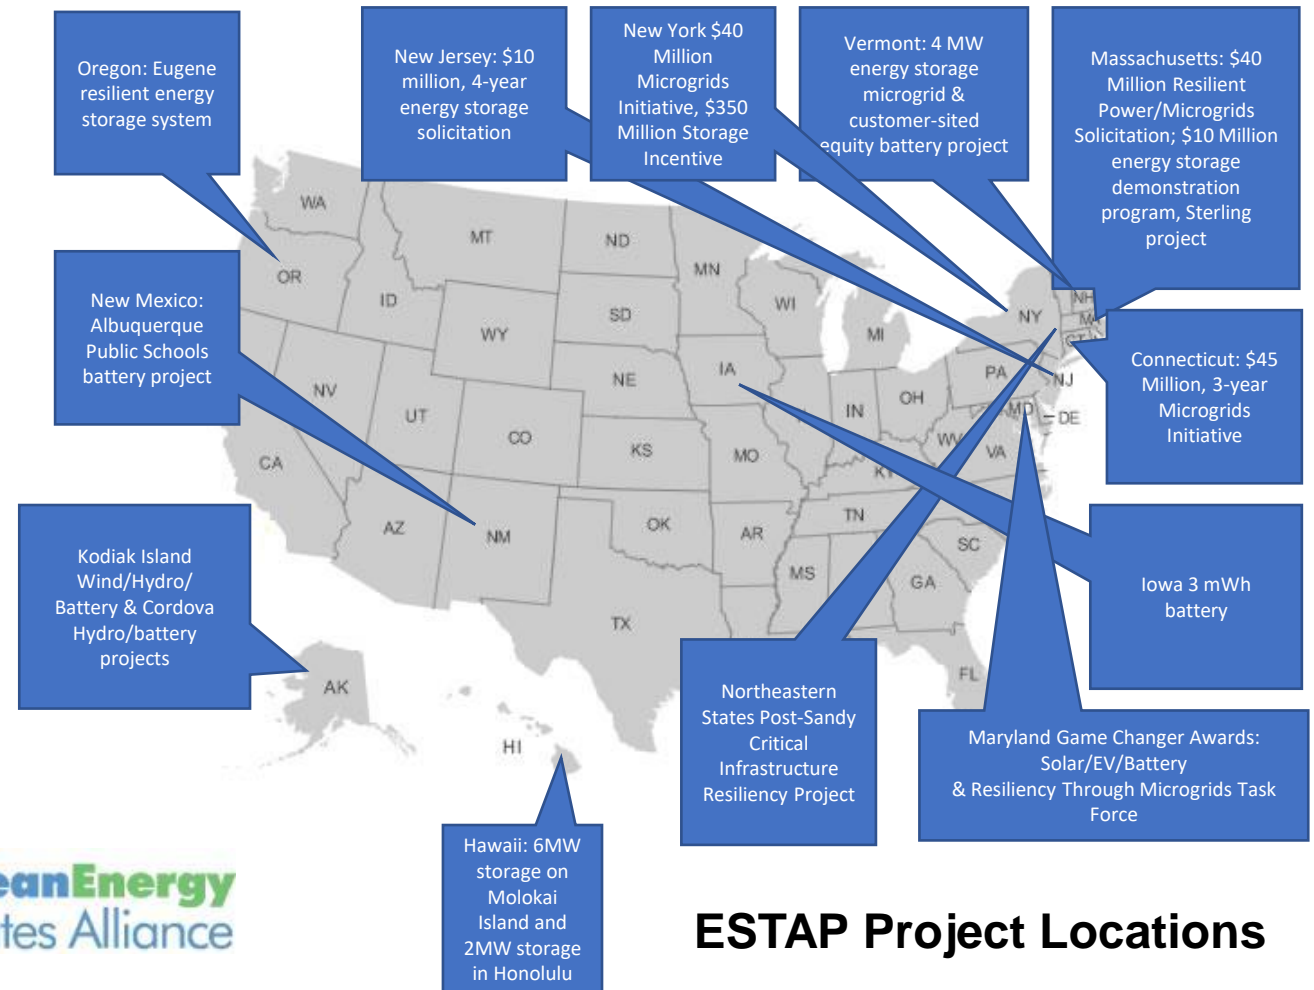 Oregon: Eugene
resilient energy
storage system
New Jersey: $10
million, 4-year
energy storage
solicitation
New York $40
Million
Microgrids
Initiative, $350
Million Storage
Incentive
Vermont: 4 MW
energy storage
microgrid &
customer-sited
equity battery project
Massachusetts: $40
Million Resilient
Power/Microgrids
Solicitation; $10 Million
energy storage
demonstration
program, Sterling
project
New Mexico:
Albuquerque
Public Schools
battery project
Connecticut: $45
Million, 3-year
Microgrids
Initiative
Kodiak Island
Wind/Hydro/
Battery & Cordova
Hydro/battery
projects
Iowa 3 mWh
battery
Northeastern
States Post-Sandy
Critical
Infrastructure
Resiliency Project
Maryland Game Changer Awards:
Solar/EV/Battery
& Resiliency Through Microgrids Task
Force
Hawaii: 6MW
storage on
Molokai
Island and
2MW storage
in Honolulu
WA
MT
ND
MN
OR
ID
WY
SD
WI
MI
NY
NH
MA
CT
NV
UT
CO
NE
IA
IN
OH
PA
NJ
MD
DE
CA
KS
MO
KY
WV
VA
AZ
NM
OK
AR
TN
SC
MS
GA
TX
FL
AK
HI
eanEnergy
tes Alliance
ESTAP Project Locations